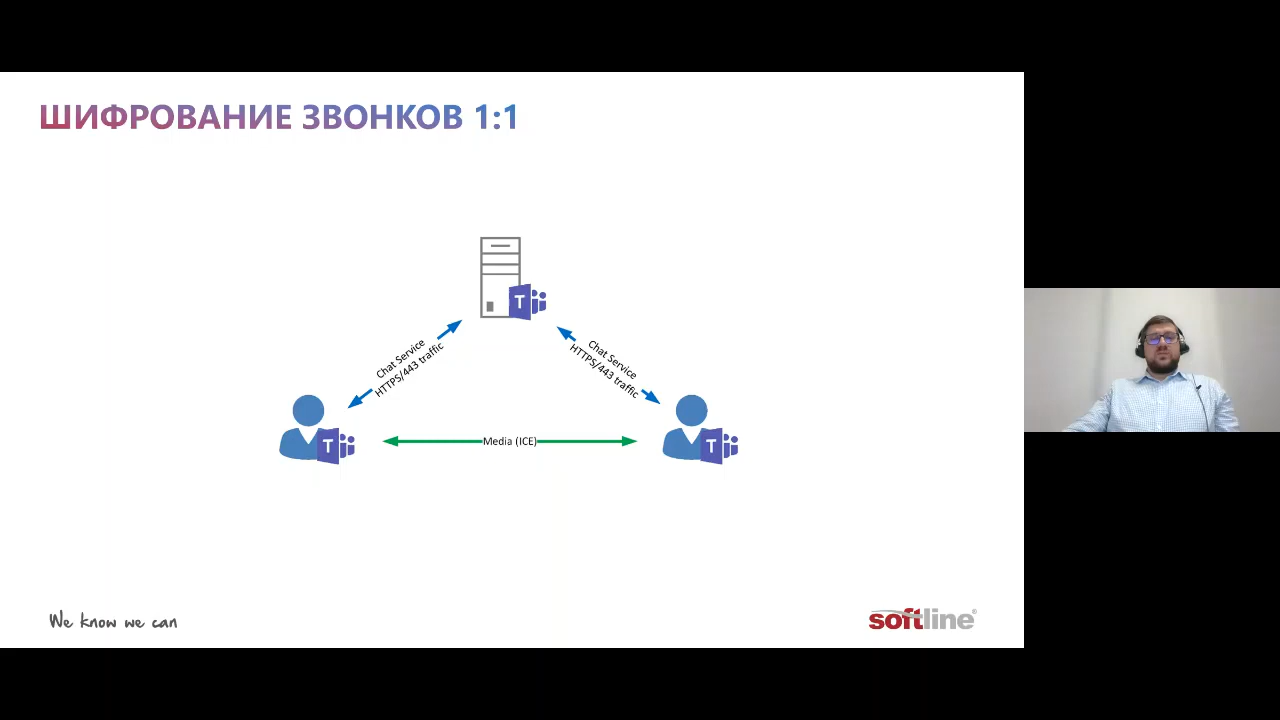 ШИФРОВАНИЕ ЗВОНКОВ 1:1
T
Chat Service
HTTPS/443 traffic
Chat Service
HTTPS/443 traffic
T
Media (ICE)
T
We know we can
softline®